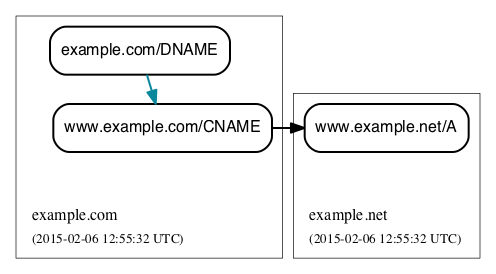 example.com/DNAME
www.example.com/CNAME
www.example.net/A
example.com
(2015-02-06 12:55:32 UTC)
example.net
(2015-02-06 12:55:32 UTC)